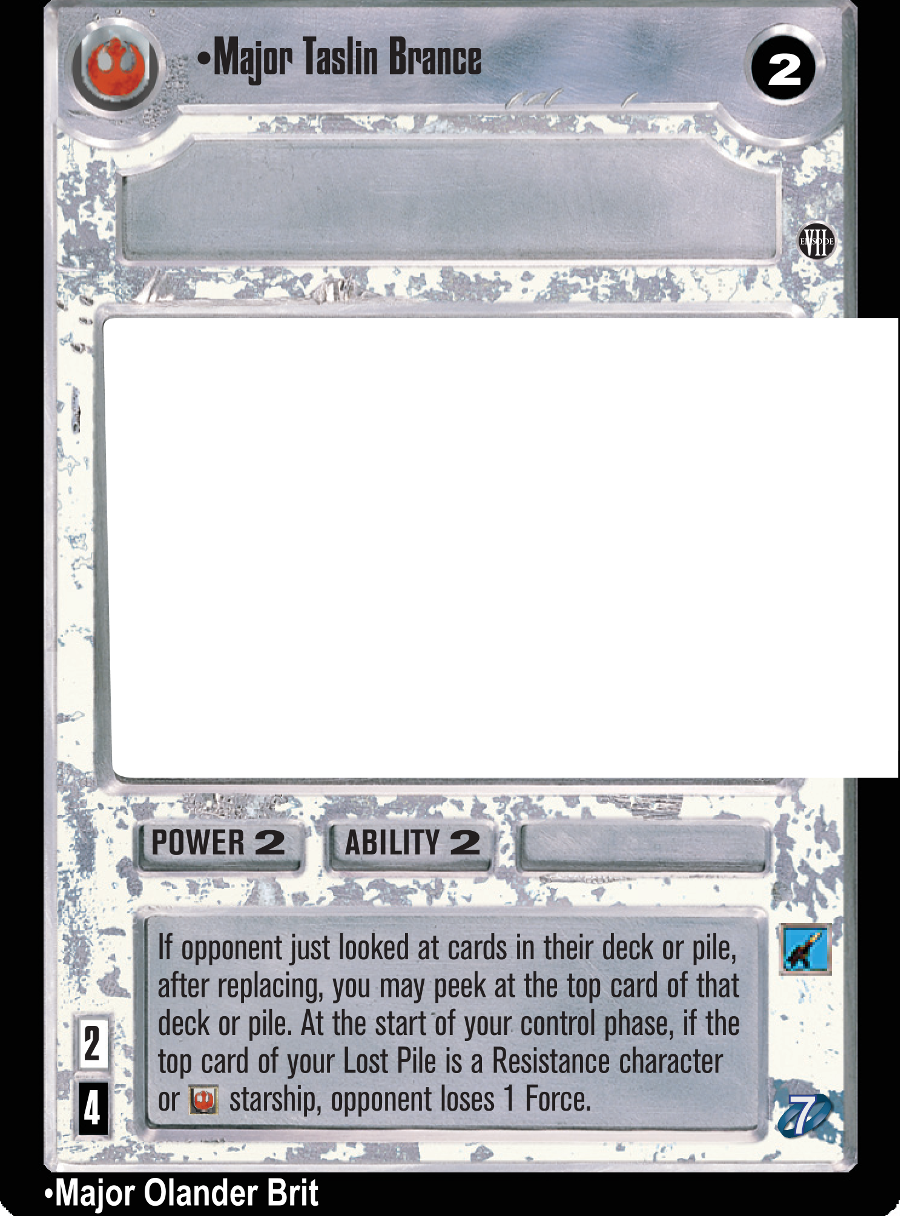 •Major Taslin Brance
2
EPISODE
VII
POWER 2
ABILITY 2
If opponent just looked at cards in their deck or pile,
after replacing, you may peek at the top card of that
deck or pile. At the start of your control phase, if the
top card of your Lost Pile is a Resistance character
or starship, opponent loses 1 Force.
2
4
7
•Major Olander Brit